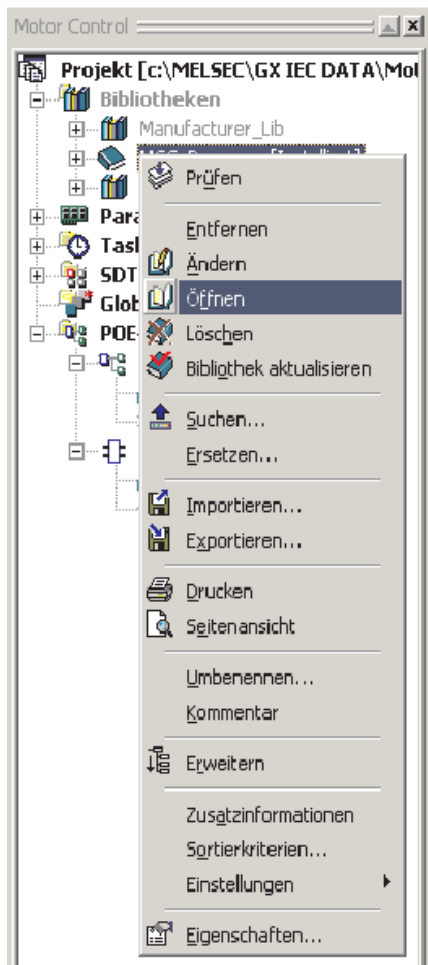 Motor Control
Projekt [c:\MELSEC\GX IEC DATA\Mo
Bibliotheken
Manufacturer_Lib
Prüfen
Entfernen
Ändern
Öffnen
Löschen
Bibliothek aktualisieren
Suchen...
Ersetzen...
Importieren...
Exportieren...
Drucken
Seitenansicht
Umbenennen...
Kommentar
Erweitern
Zusatzinformationen
Sortierkriterien...
Einstellungen
Eigenschaften...
Para
Task
SDT
Glob
POE-